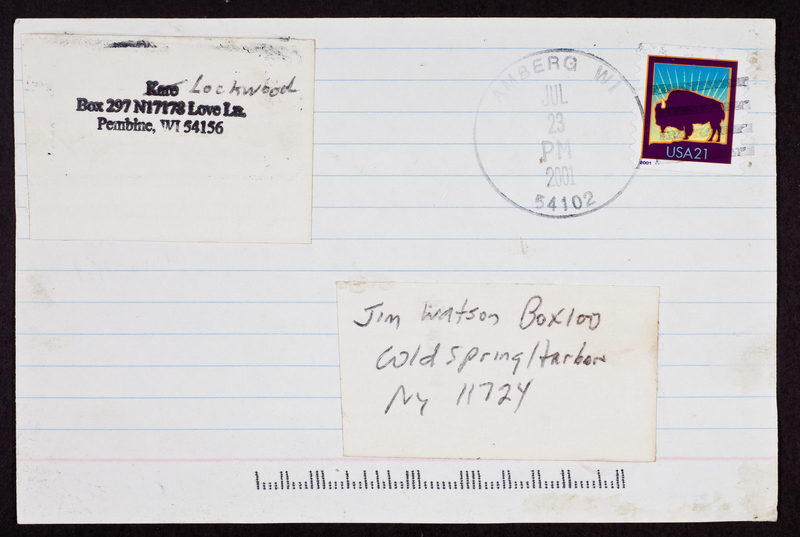 Kare Lockwood
Box 297 N17178 Love Ln.
Pembine, WI 54156
AMBERG WI
JUL
23
PM
2001
54102
USA21
2001
Jim Watson Box100
Cold Spring Harbor
Ny 11724